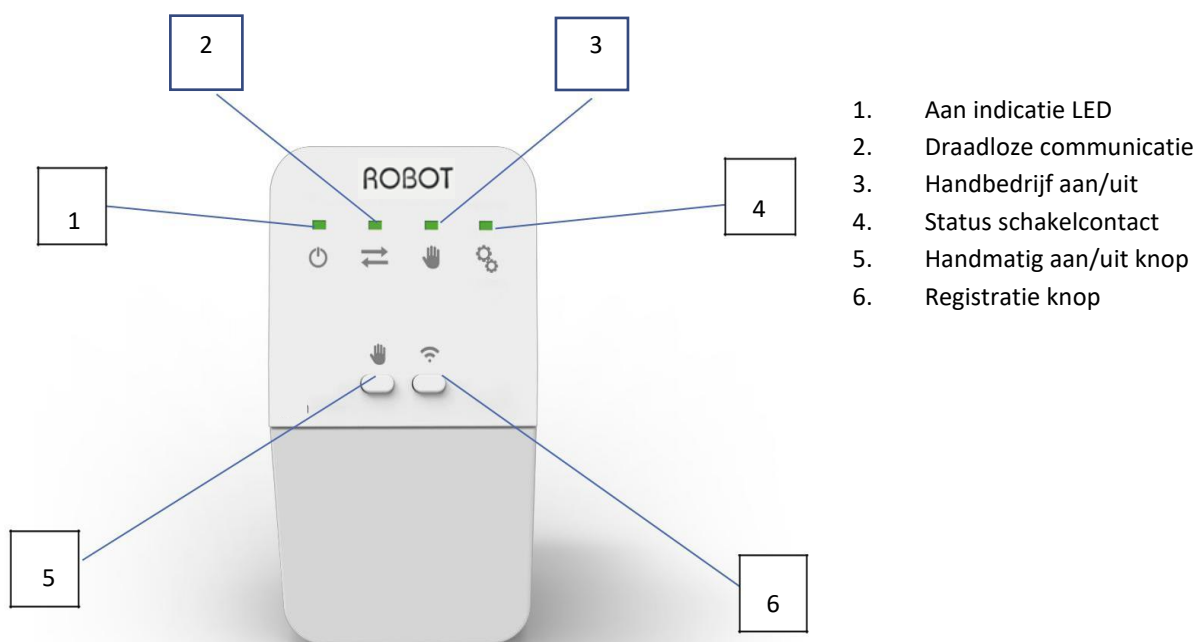 2
3
1
4
ROBOT
5
6
1. Aan indicatie LED
2. Draadloze communicatie
3. Handbedrijf aan/uit
4. Status schakelcontact
5. Handmatig aan/uit knop
6. Registratie knop